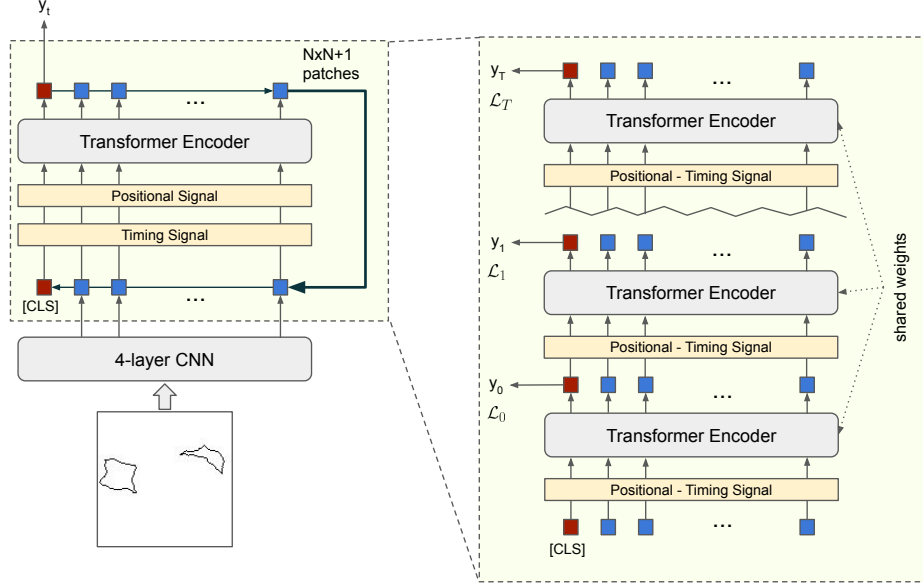 y_t
NxN+1
patches
...
Transformer Encoder
Positional Signal
Timing Signal
...
[CLS]
4-layer CNN
y_T
ℒ_T
...
Transformer Encoder
Positional - Timing Signal
y_1
ℒ_1
...
Transformer Encoder
Positional - Timing Signal
y_0
ℒ_0
...
Transformer Encoder
Positional - Timing Signal
...
[CLS]
shared weights